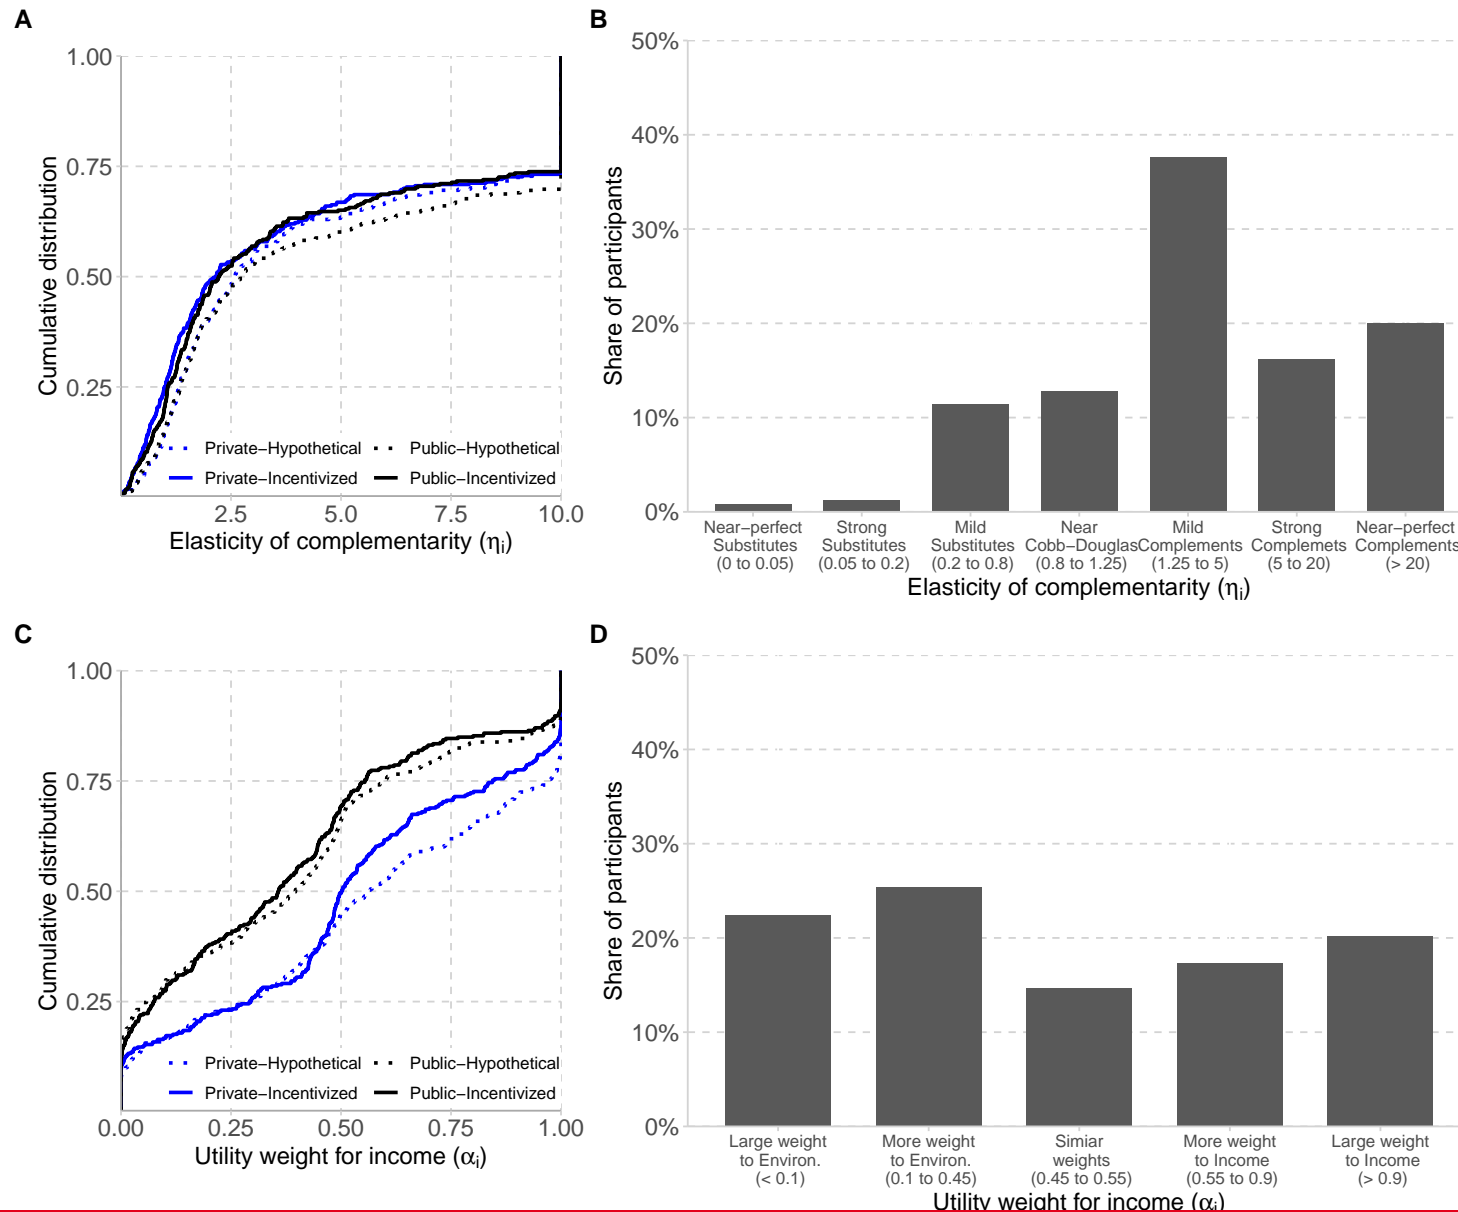 A
1.00
0.75
0.50
0.25
Cumulative distribution
Private−Hypothetical
Public−Hypothetical
Private−Incentivized
Public−Incentivized
2.5 5.0 7.5 10.0
Elasticity of complementarity (ηi)
B
50%
40%
30%
20%
10%
0%
Share of participants
Near−perfect
Substitutes
(0 to 0.05)
Strong
Substitutes
(0.05 to 0.2)
Mild
Substitutes
(0.2 to 0.8)
Near
Cobb−Douglas
(0.8 to 1.25)
Mild
Complements
(1.25 to 5)
Strong
Complemets
(5 to 20)
Near−perfect
Complements
(> 20)
Elasticity of complementarity (ηi)
C
1.00
0.75
0.50
0.25
Cumulative distribution
Private−Hypothetical
Public−Hypothetical
Private−Incentivized
Public−Incentivized
0.00 0.25 0.50 0.75 1.00
Utility weight for income (αi)
D
50%
40%
30%
20%
10%
0%
Share of participants
Large weight
to Environ.
(< 0.1)
More weight
to Environ.
(0.1 to 0.45)
Simiar
weights
(0.45 to 0.55)
More weight
to Income
(0.55 to 0.9)
Large weight
to Income
(> 0.9)
Utility weight for income (αi)